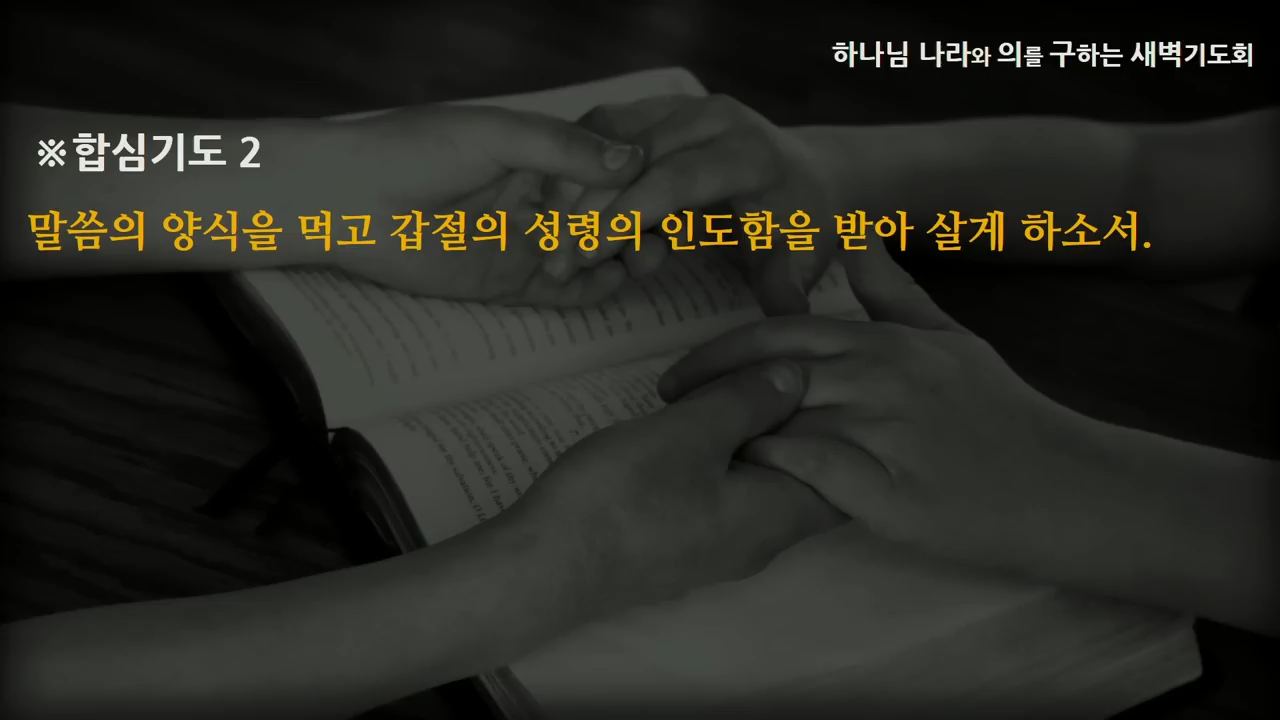 하나님 나라와 의를 구하는 새벽기도회
※합심기도 2
말씀의 양식을 먹고 갑절의 성령의 인도함을 받아 살게 하소서.